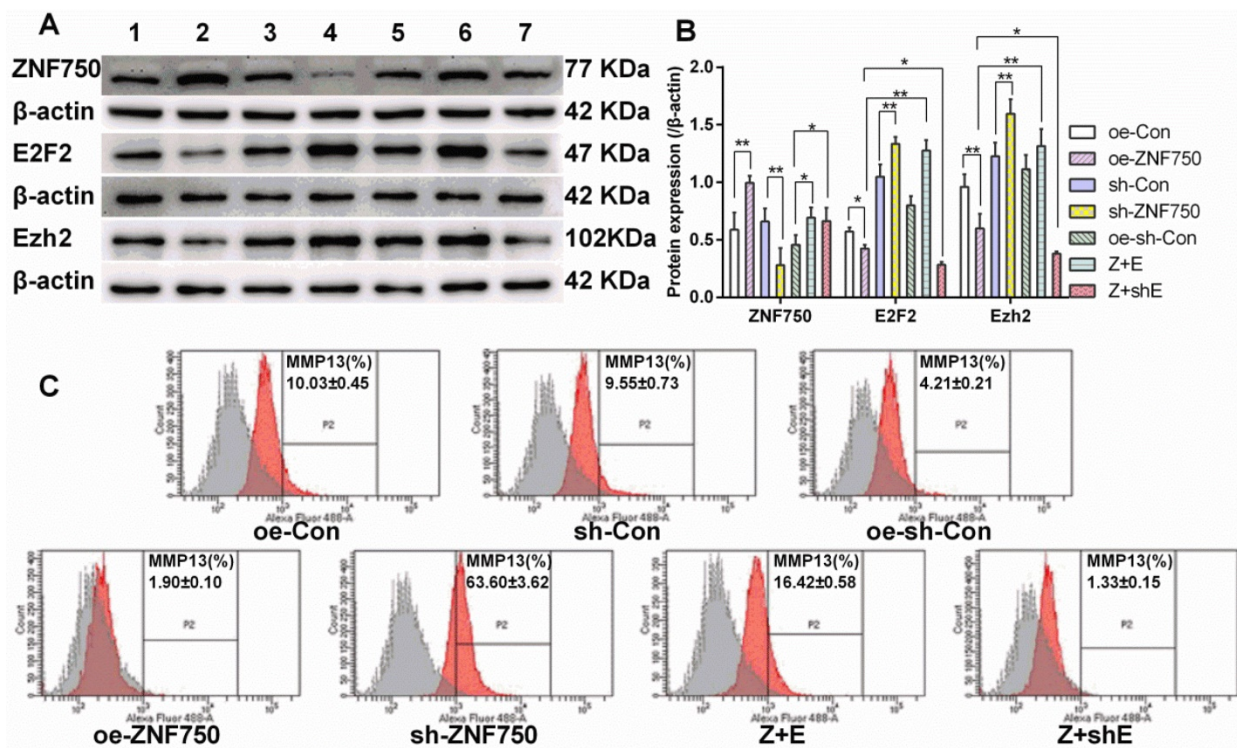 A
1 2 3 4 5 6 7
ZNF750 77 KDa
β-actin 42 KDa
E2F2 47 KDa
β-actin 42 KDa
Ezh2 102KDa
β-actin 42 KDa
B
Protein expression (/β-actin)
2.0
1.5
1.0
0.5
0.0
** ** * *
* ** ** *
** ** ** *
ZNF750 E2F2 Ezh2
oe-Con
oe-ZNF750
sh-Con
sh-ZNF750
oe-sh-Con
Z+E
Z+shE
C
MMP13(%)
10.03±0.45
P2
Count
Alexa Fluor 488-A
oe-Con
MMP13(%)
9.55±0.73
P2
Count
Alexa Fluor 488-A
sh-Con
MMP13(%)
4.21±0.21
P2
Count
Alexa Fluor 488-A
oe-sh-Con
MMP13(%)
1.90±0.10
P2
Count
Alexa Fluor 488-A
oe-ZNF750
MMP13(%)
63.60±3.62
P2
Count
Alexa Fluor 488-A
sh-ZNF750
MMP13(%)
16.42±0.58
P2
Count
Alexa Fluor 488-A
Z+E
MMP13(%)
1.33±0.15
P2
Count
Alexa Fluor 488-A
Z+shE